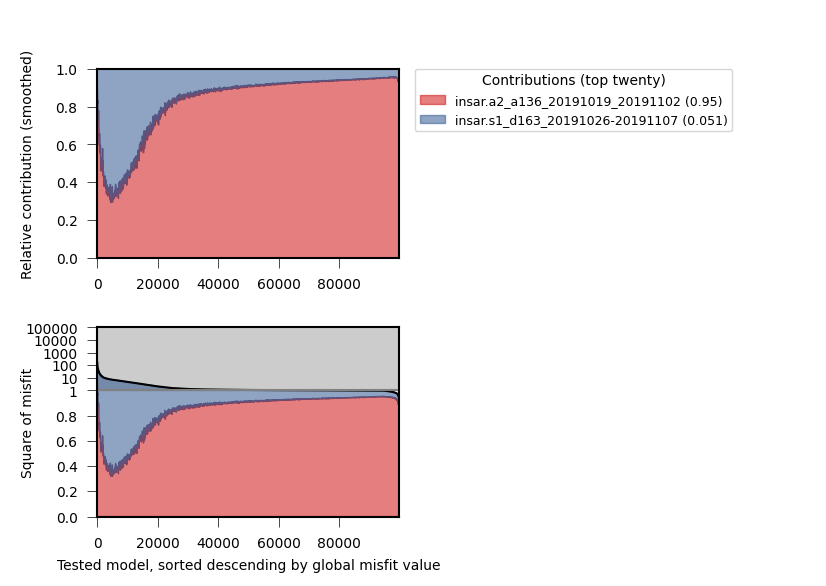 Relative contribution (smoothed)
1.0
0.8
0.6
0.4
0.2
0.0
0 20000 40000 60000 80000
Contributions (top twenty)
insar.a2_a136_20191019_20191102 (0.95)
insar.s1_d163_20191026-20191107 (0.051)
Square of misfit
100000
10000
1000
100
10
1
0.8
0.6
0.4
0.2
0.0
0 20000 40000 60000 80000
Tested model, sorted descending by global misfit value